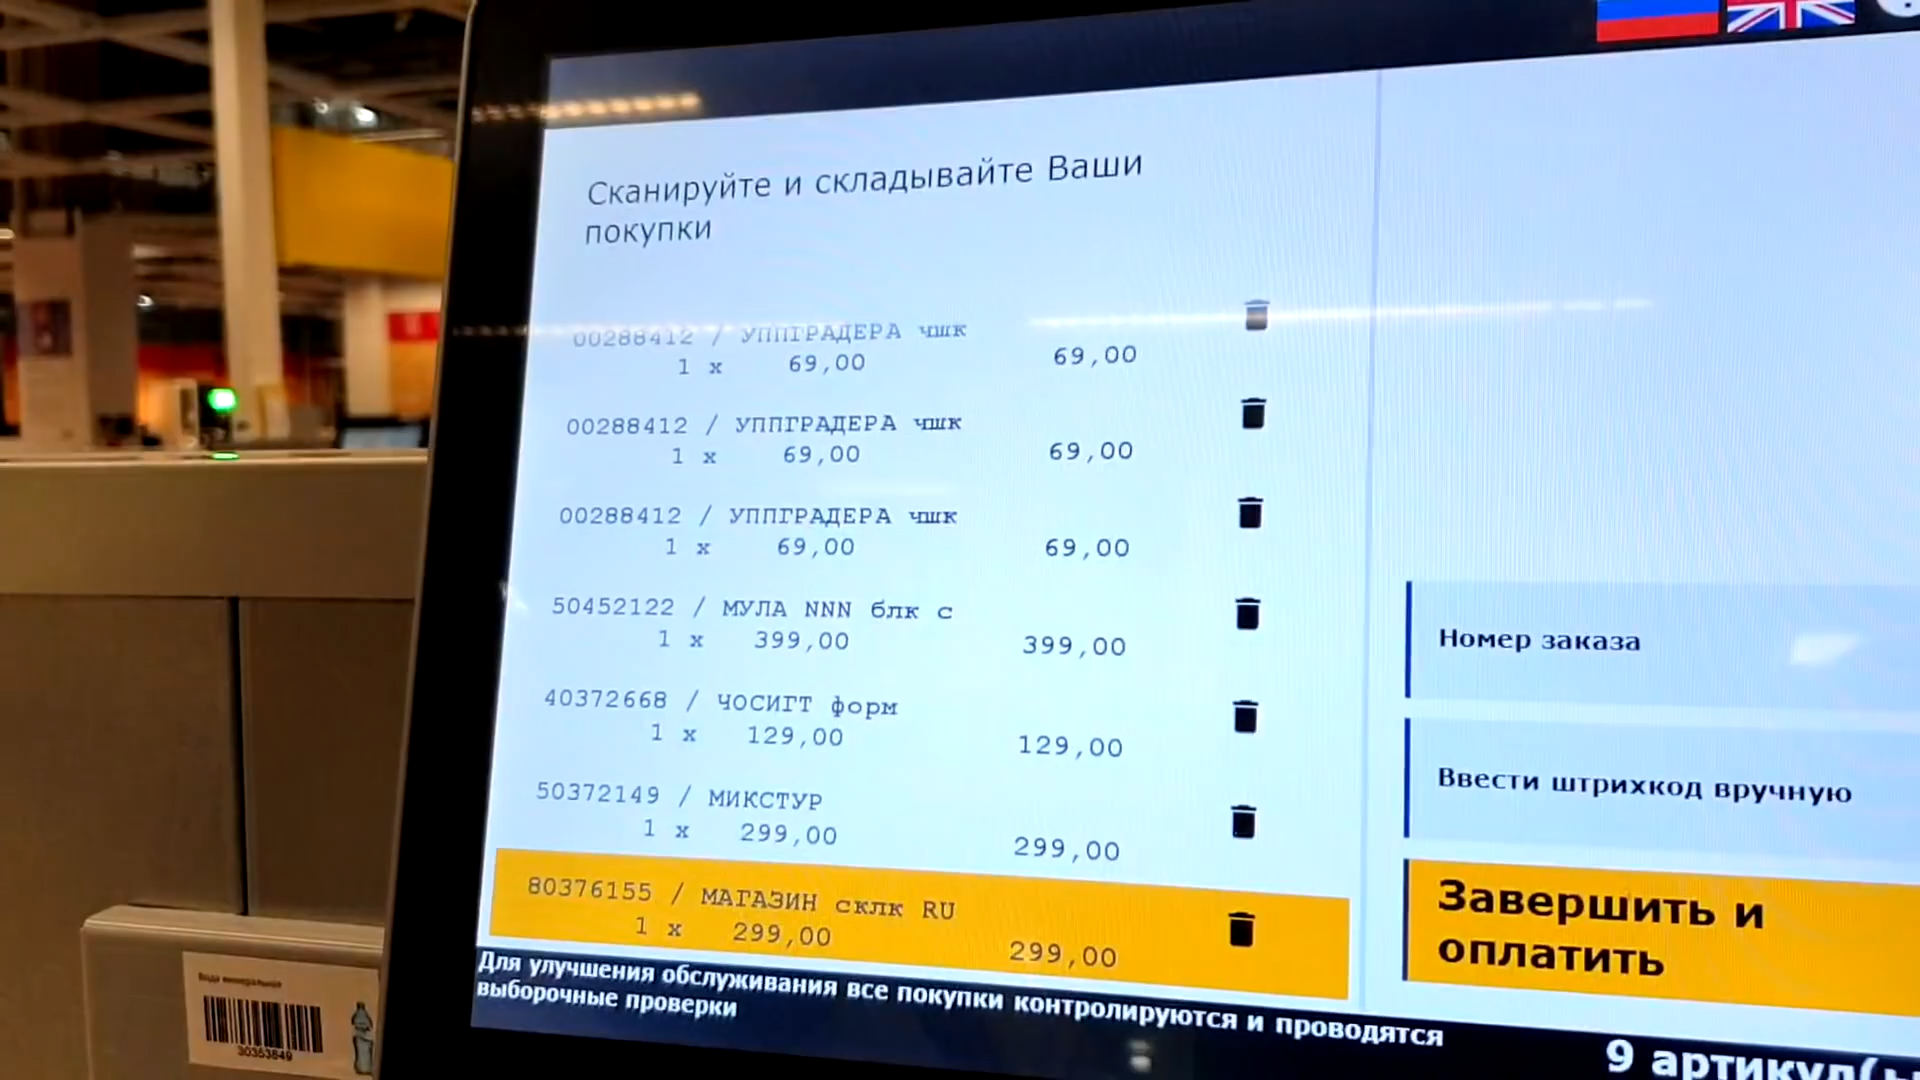 Сканируйте и складывайте Ваши
покупки
00288412 / УППГРАДЕРА чшк
1 x 69,00 69,00
00288412 / УППГРАДЕРА чшк
1 x 69,00 69,00
00288412 / УППГРАДЕРА чшк
1 x 69,00 69,00
50452122 / МУЛА NNN блк с
1 x 399,00 399,00
40372668 / ЧОСИГТ форм
1 x 129,00 129,00
50372149 / МИКСТУР
1 x 299,00 299,00
80376155 / МАГАЗИН склк RU
1 x 299,00 299,00
Для улучшения обслуживания все покупки контролируются и проводятся
выборочные проверки
Номер заказа
Ввести штрихкод вручную
Завершить и
оплатить
9 артикул(
Вода минеральная
30353849